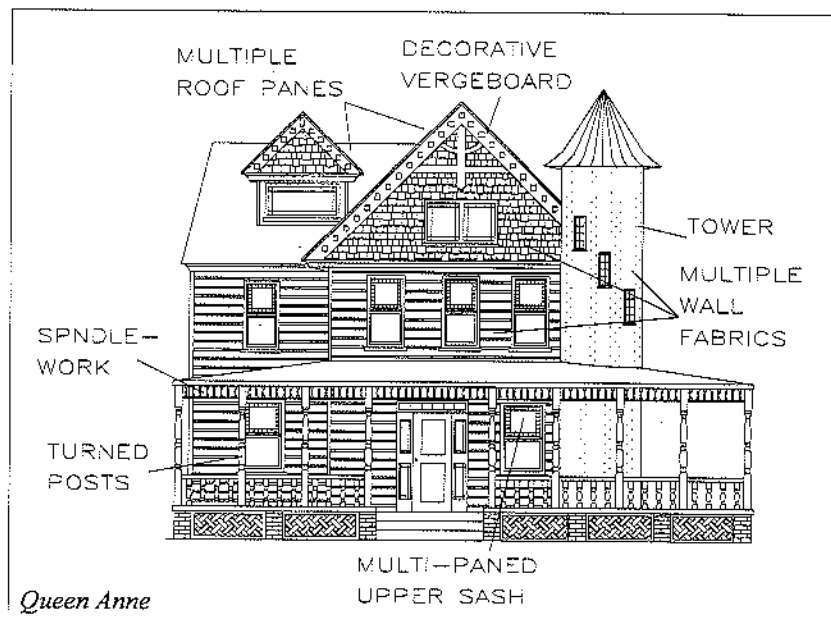 MULTIPLE
ROOF PANES
DECORATIVE
VERGEBOARD
TOWER
MULTIPLE
WALL
FABRICS
SPNDLE-
WORK
TURNED
POSTS
MULTI-PANED
UPPER SASH
Queen Anne